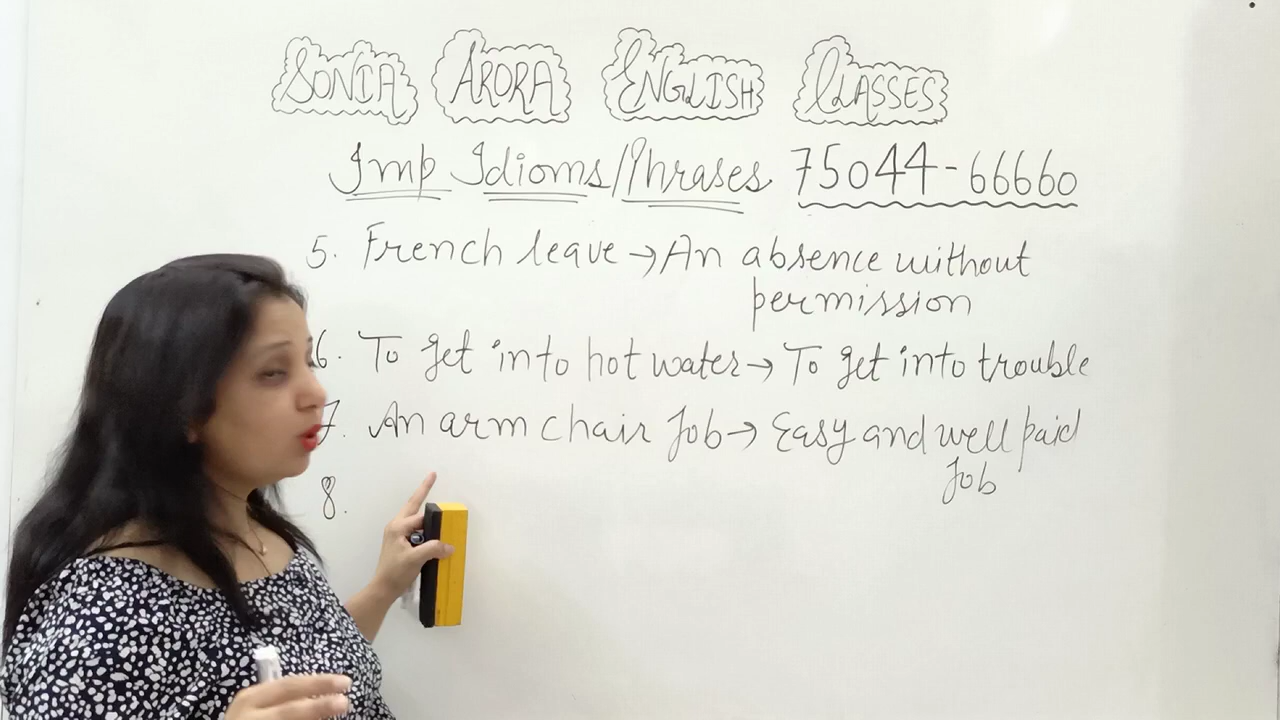 SONIA ARORA ENGLISH CLASSES
Imp Idioms/Phrases 75044-66660
5. French leave → An absence without
permission
6. To get into hot water → To get into trouble
7. An arm chair Job → Easy and well paid
Job
8.